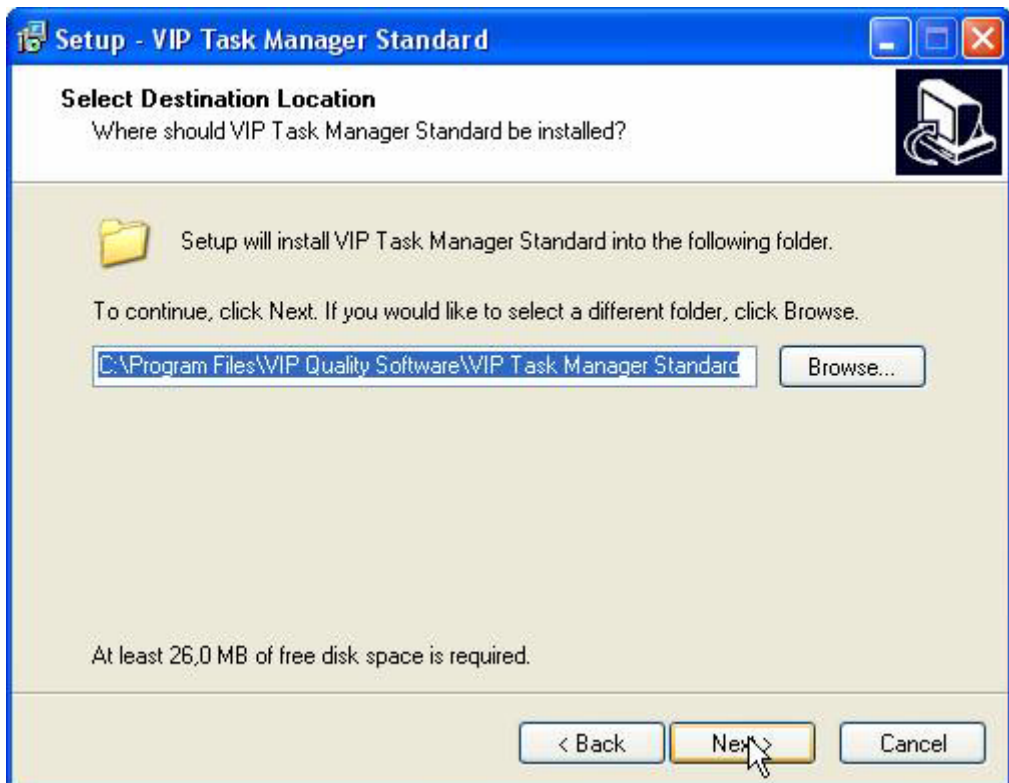 Setup - VIP Task Manager Standard
Select Destination Location
Where should VIP Task Manager Standard be installed?
Setup will install VIP Task Manager Standard into the following folder.
To continue, click Next. If you would like to select a different folder, click Browse.
C:\Program Files\VIP Quality Software\VIP Task Manager Standard
Browse...
At least 26,0 MB of free disk space is required.
< Back
Next >
Cancel